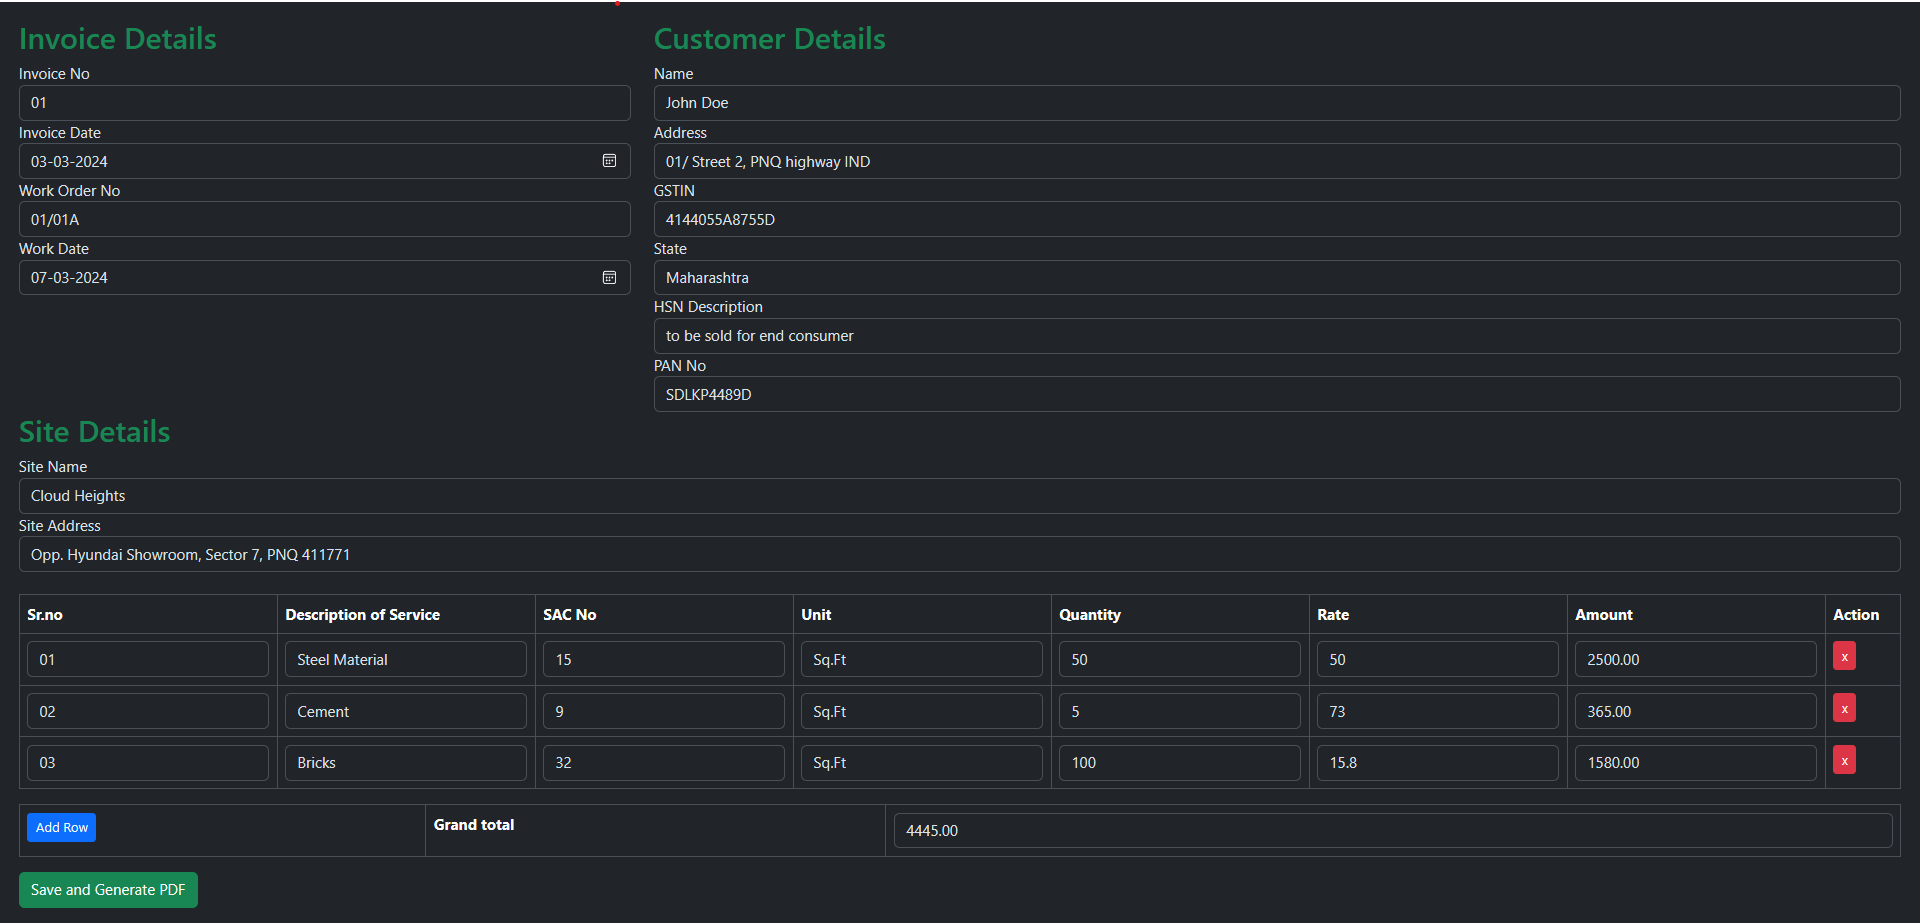 Invoice Details
Invoice No
01
Invoice Date
03-03-2024
Work Order No
01/01A
Work Date
07-03-2024
Customer Details
Name
John Doe
Address
01/ Street 2, PNQ highway IND
GSTIN
4144055A8755D
State
Maharashtra
HSN Description
to be sold for end consumer
PAN No
SDLKP4489D
Site Details
Site Name
Cloud Heights
Site Address
Opp. Hyundai Showroom, Sector 7, PNQ 411771
Sr.no Description of Service SAC No Unit Quantity Rate Amount Action
01 Steel Material 15 Sq.Ft 50 50 2500.00 x
02 Cement 9 Sq.Ft 5 73 365.00 x
03 Bricks 32 Sq.Ft 100 15.8 1580.00 x
Add Row Grand total 4445.00
Save and Generate PDF